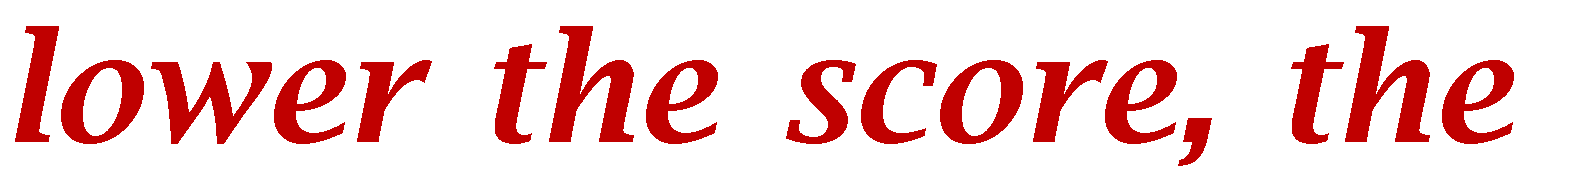 lower the score, the